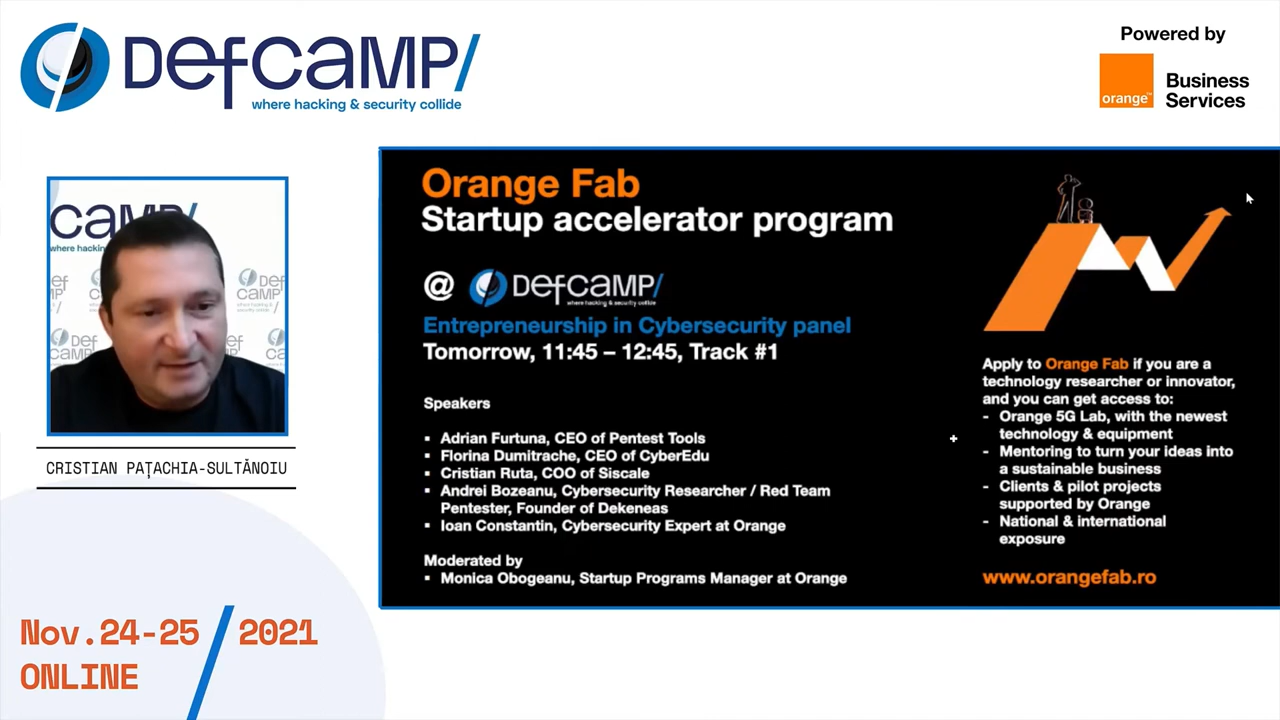 DefCamp/
where hacking & security collide
Powered by
orange™
Business
Services
Orange Fab
Startup accelerator program
@ DefCamp/
where hacking & security collide
Entrepreneurship in Cybersecurity panel
Tomorrow, 11:45 – 12:45, Track #1
Speakers
▪ Adrian Furtuna, CEO of Pentest Tools
▪ Florina Dumitrache, CEO of CyberEdu
▪ Cristian Ruta, COO of Siscale
▪ Andrei Bozeanu, Cybersecurity Researcher / Red Team
Pentester, Founder of Dekeneas
▪ Ioan Constantin, Cybersecurity Expert at Orange
Moderated by
▪ Monica Obogeanu, Startup Programs Manager at Orange
Apply to Orange Fab if you are a
technology researcher or innovator,
and you can get access to:
- Orange 5G Lab, with the newest
technology & equipment
- Mentoring to turn your ideas into
a sustainable business
- Clients & pilot projects
supported by Orange
- National & international
exposure
www.orangefab.ro
camp/
where hackin
CRISTIAN PAȚACHIA-SULTĂNOIU
Nov.24-25/2021
ONLINE